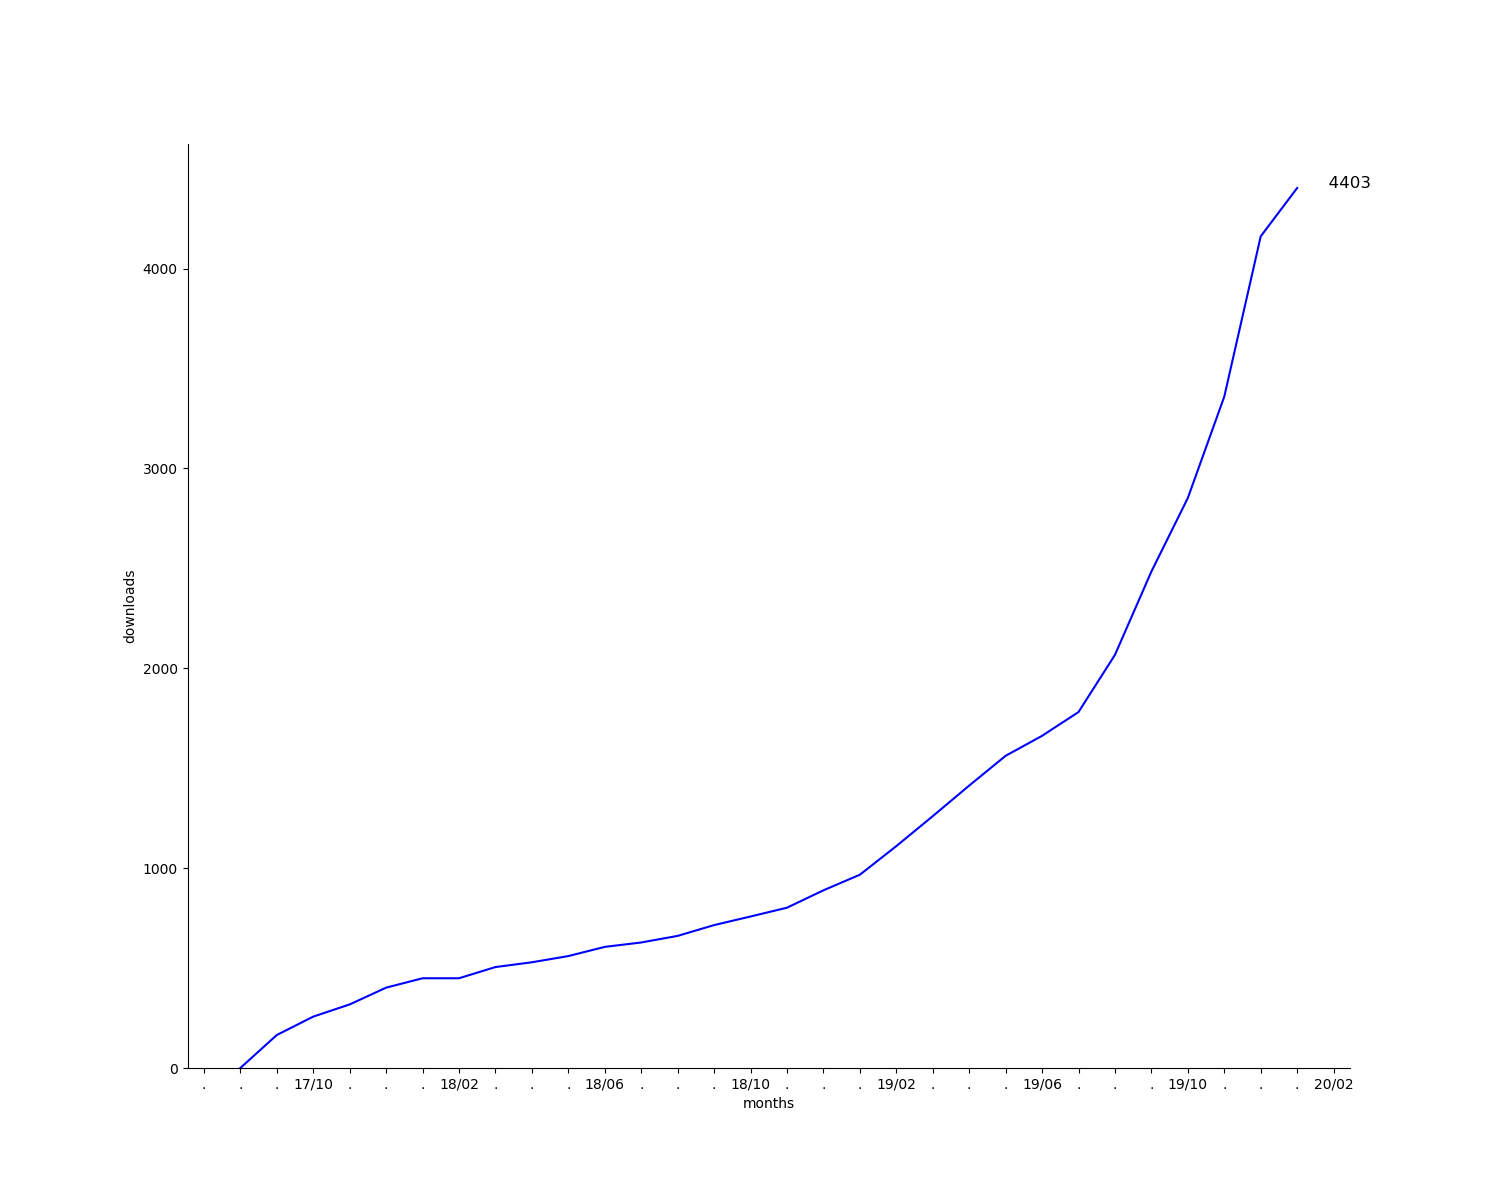 4403
4000
3000
downloads
2000
1000
0
. . . 17/10 . . . 18/02 . . . 18/06 . . . 18/10 . . . 19/02 . . . 19/06 . . . 19/10 . . . 20/02
months